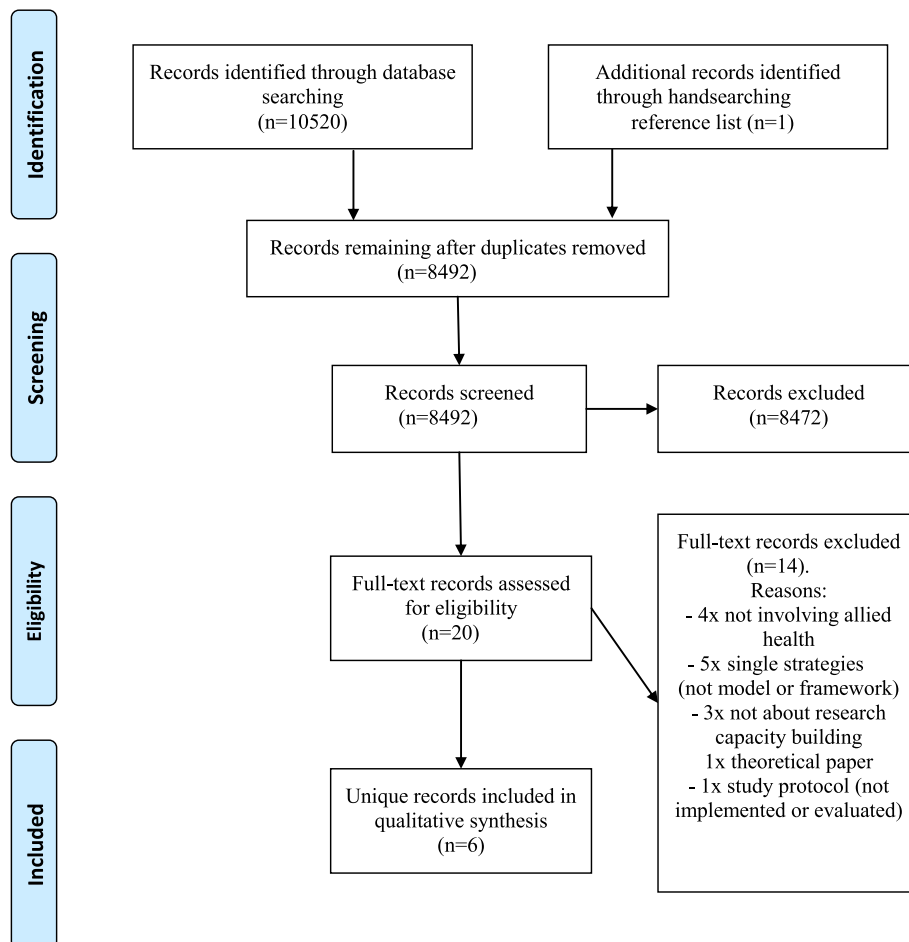 Identification
Records identified through database
searching
(n=10520)
Additional records identified
through handsearching
reference list (n=1)
Records remaining after duplicates removed
(n=8492)
Screening
Records screened
(n=8492)
Records excluded
(n=8472)
Eligibility
Full-text records assessed
for eligibility
(n=20)
Full-text records excluded
(n=14).
Reasons:
- 4x not involving allied
health
- 5x single strategies
(not model or framework)
- 3x not about research
capacity building
1x theoretical paper
- 1x study protocol (not
implemented or evaluated)
Included
Unique records included in
qualitative synthesis
(n=6)